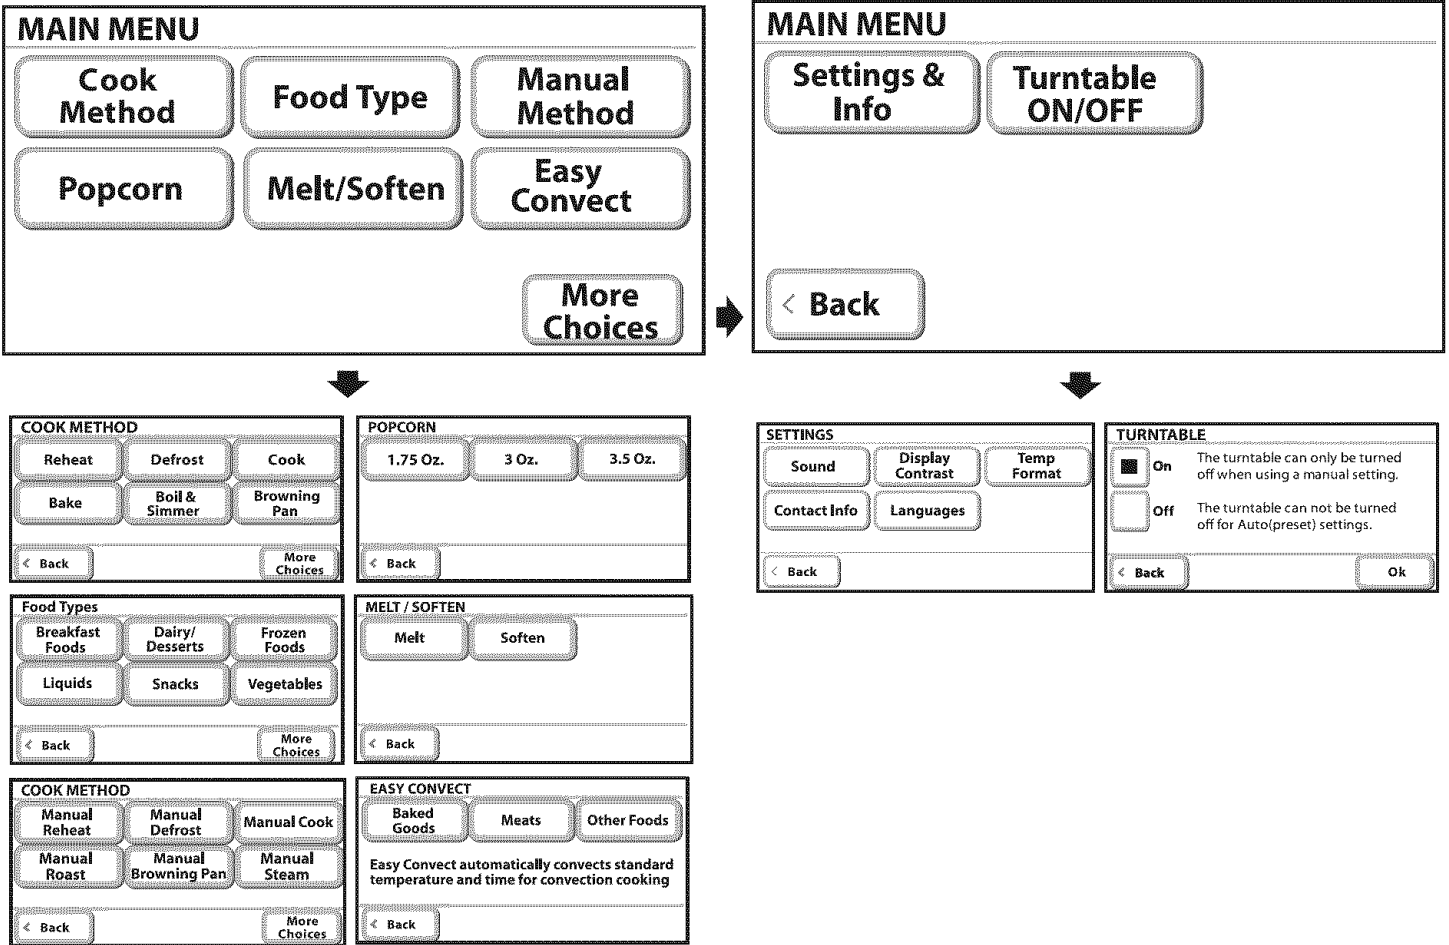 MAIN MENU
Cook
Method
Food Type
Manual
Method
Popcorn
Melt/Soften
Easy
Convect
More
Choices
MAIN MENU
Settings &
Info
Turntable
ON/OFF
< Back
COOK METHOD
Reheat
Defrost
Cook
Bake
Boil &
Simmer
Browning
Pan
< Back
More
Choices
POPCORN
1.75 Oz.
3 Oz.
3.5 Oz.
< Back
Food Types
Breakfast
Foods
Dairy/
Desserts
Frozen
Foods
Liquids
Snacks
Vegetables
< Back
More
Choices
MELT / SOFTEN
Melt
Soften
< Back
COOK METHOD
Manual
Reheat
Manual
Defrost
Manual Cook
Manual
Roast
Manual
Browning Pan
Manual
Steam
< Back
More
Choices
EASY CONVECT
Baked
Goods
Meats
Other Foods
Easy Convect automatically convects standard
temperature and time for convection cooking
< Back
SETTINGS
Sound
Display
Contrast
Temp
Format
Contact Info
Languages
< Back
TURNTABLE
On
The turntable can only be turned
off when using a manual setting.
Off
The turntable can not be turned
off for Auto(preset) settings.
< Back
Ok